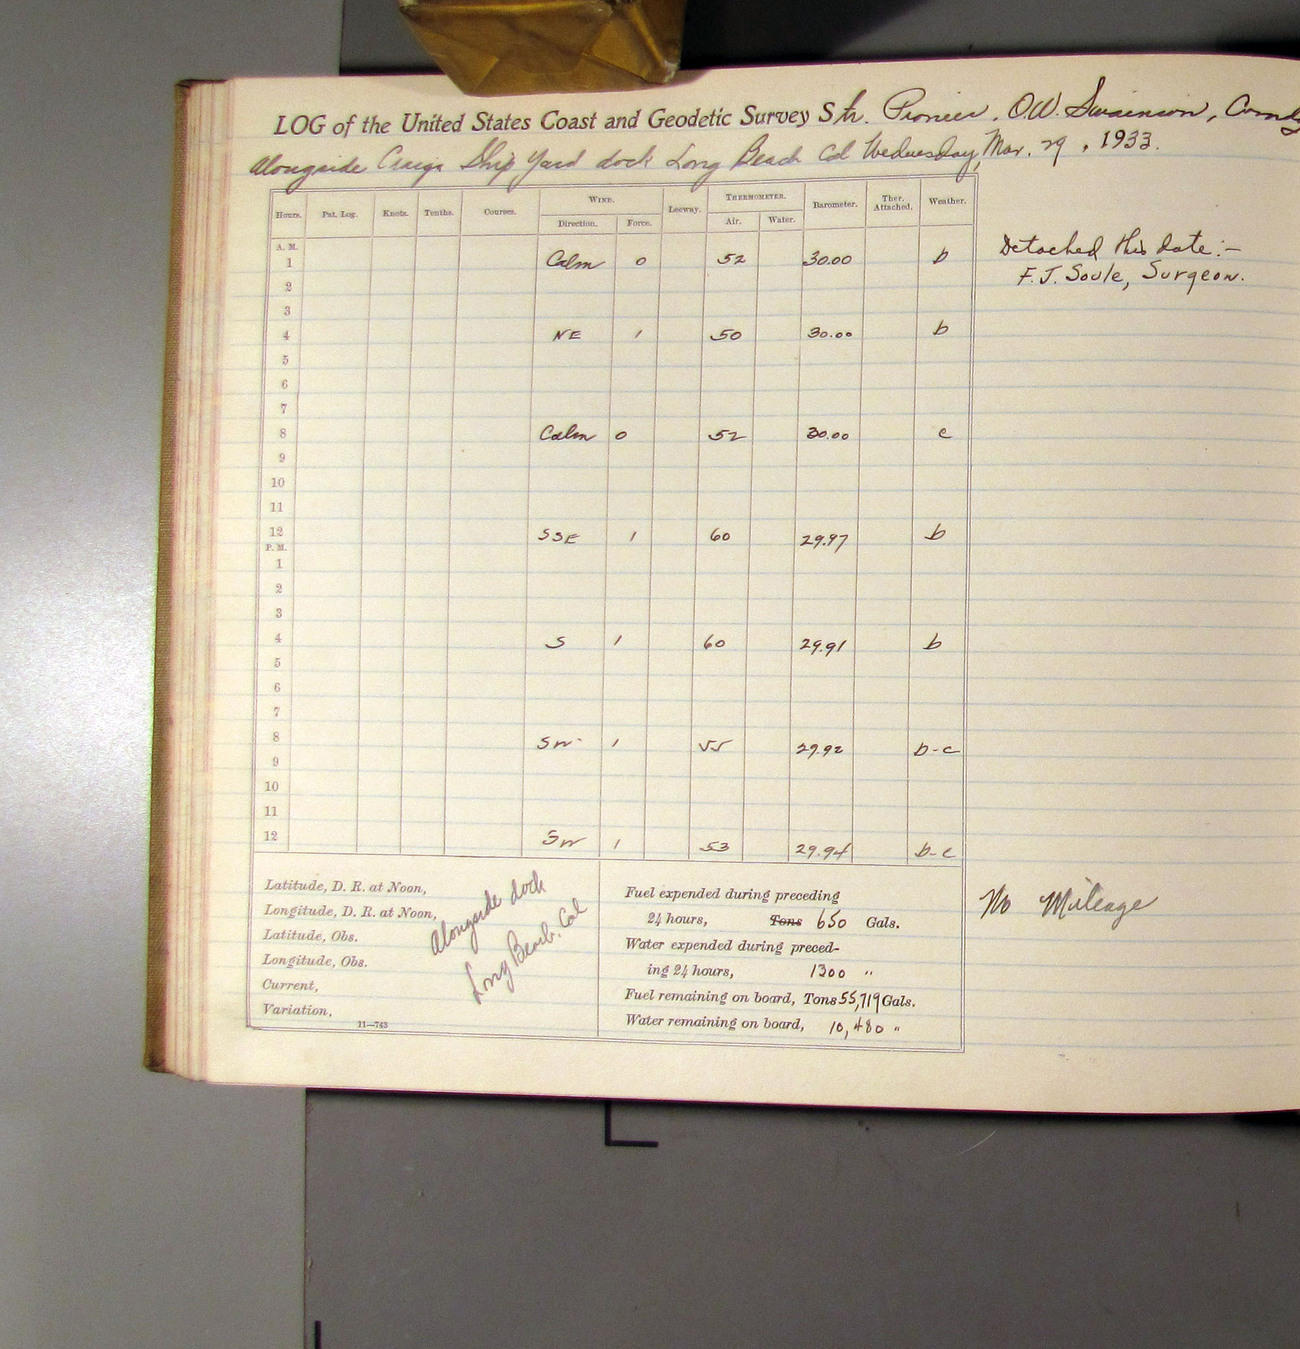 LOG of the United States Coast and Geodetic Survey Str. Pioneer, O.W. Swainson, Comdg
Alongside Craigs Ship Yard dock Long Beach Cal Wednesday, Mar. 29, 1933.
Hours. Pat. Log. Knots. Tenths. Courses. WIND. Direction. Force. Leeway. THERMOMETER. Air. Water. Barometer. Ther. Attached. Weather.
A. M.
1 Calm 0 52 30.00 b
2
3
4 NE 1 50 30.00 b
5
6
7
8 Calm 0 52 30.00 c
9
10
11
12 SSE 1 60 29.97 b
P. M.
1
2
3
4 S 1 60 29.91 b
5
6
7
8 SW 1 55 29.92 b-c
9
10
11
12 SW 1 53 29.94 b-c
Detached this date:-
F.J. Soule, Surgeon.
Latitude, D. R. at Noon,
Longitude, D. R. at Noon,
Latitude, Obs.
Longitude, Obs.
Current,
Variation,
11—743
Alongside dock
Long Beach. Cal
Fuel expended during preceding
24 hours, Tons 650 Gals.
Water expended during preced-
ing 24 hours, 1300 "
Fuel remaining on board, Tons 55,719 Gals.
Water remaining on board, 10,480 "
No Mileage